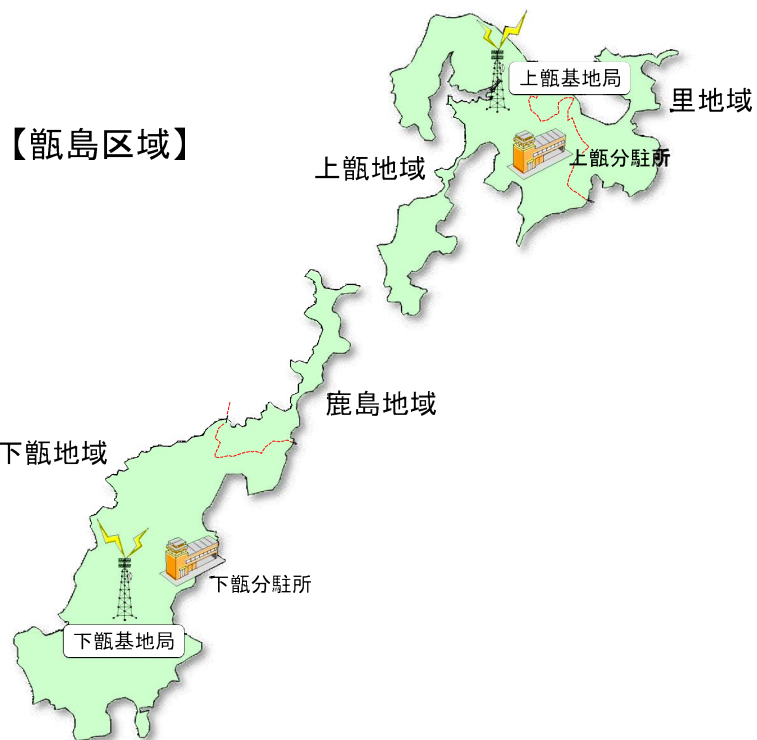 【甑島区域】
上甑基地局
里地域
上甑分駐所
上甑地域
鹿島地域
下甑地域
下甑分駐所
下甑基地局